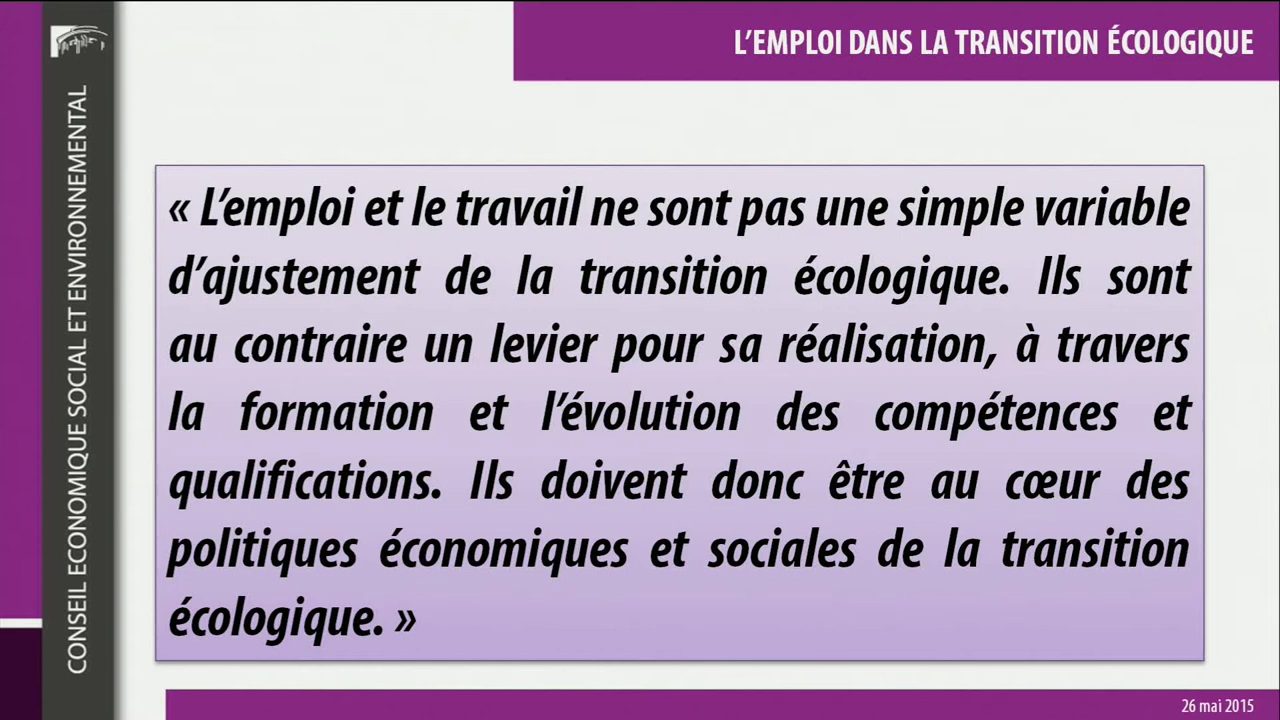 L'EMPLOI DANS LA TRANSITION ÉCOLOGIQUE
CONSEIL ECONOMIQUE SOCIAL ET ENVIRONNEMENTAL
« L'emploi et le travail ne sont pas une simple variable
d'ajustement de la transition écologique. Ils sont
au contraire un levier pour sa réalisation, à travers
la formation et l'évolution des compétences et
qualifications. Ils doivent donc être au cœur des
politiques économiques et sociales de la transition
écologique. »
26 mai 2015